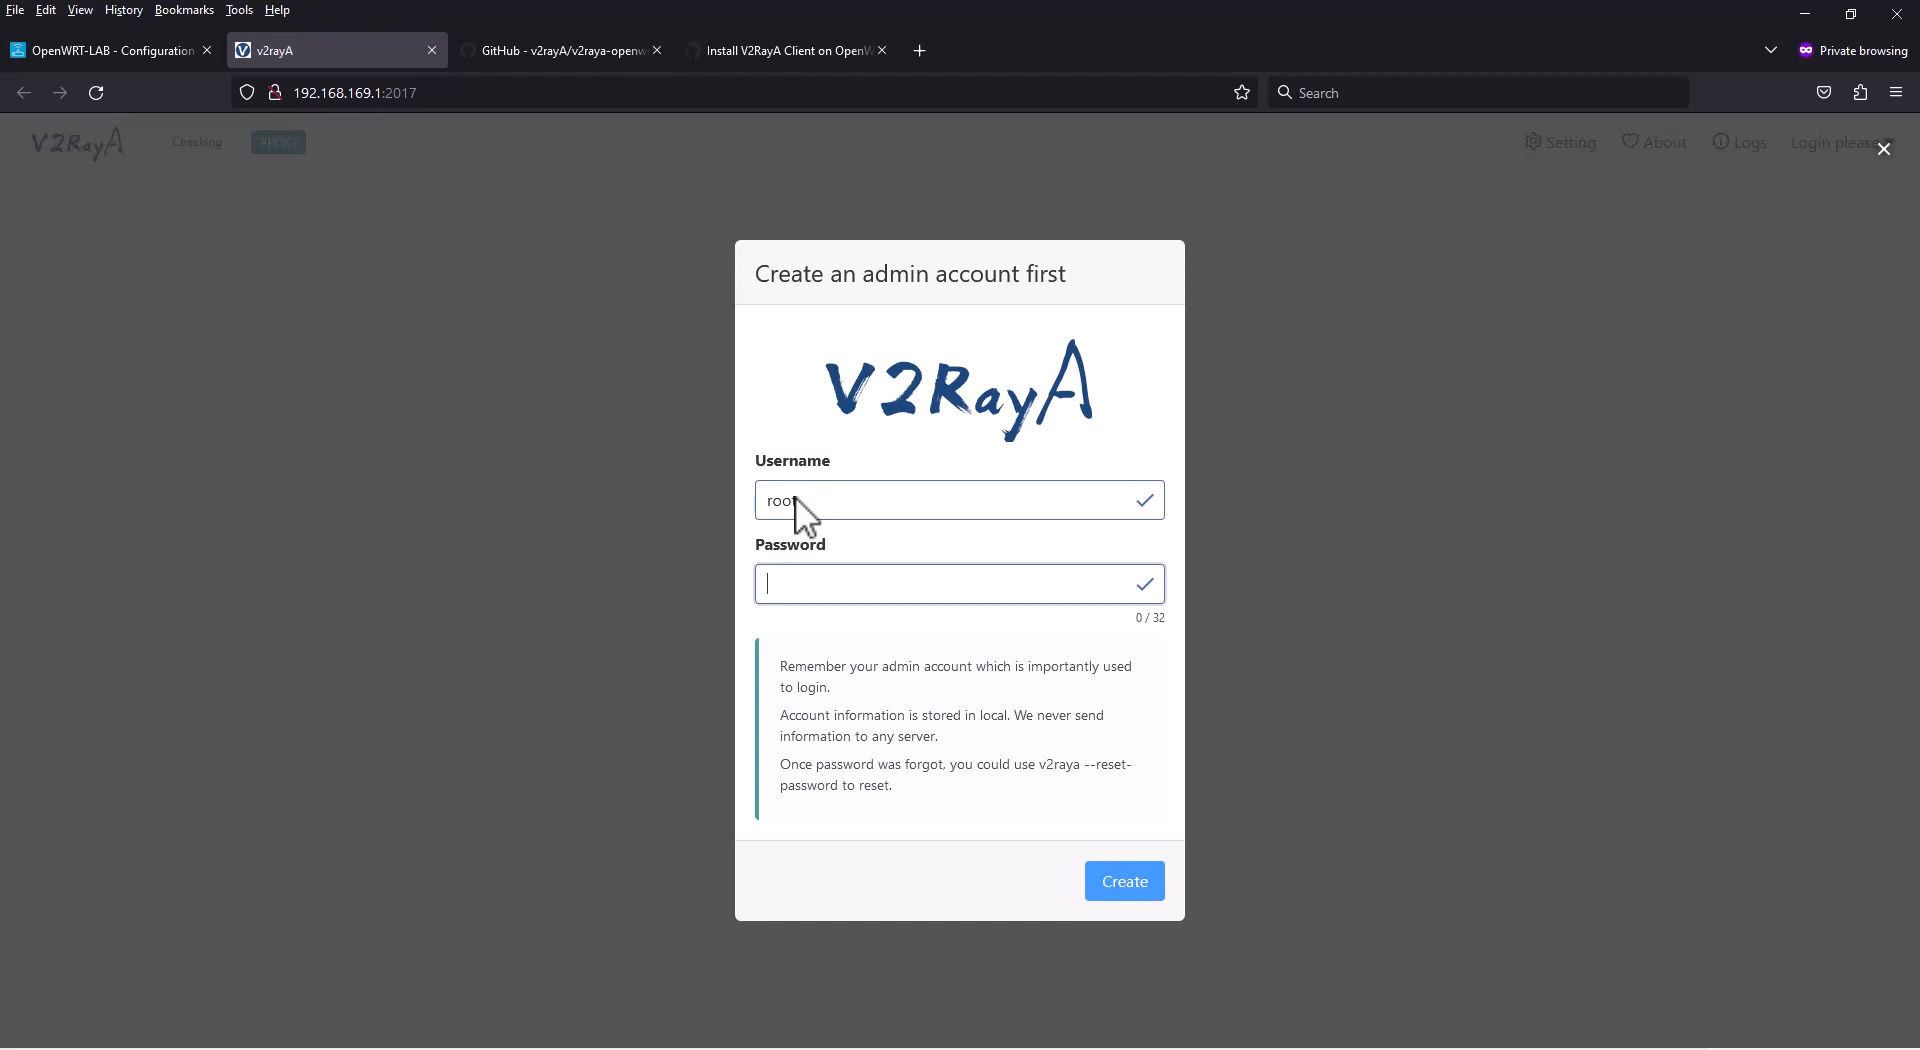 File Edit View History Bookmarks Tools Help
OpenWRT-LAB - Configuration
v2rayA
GitHub - v2rayA/v2raya-openw
Install V2RayA Client on OpenW
Private browsing
192.168.169.1:2017
Search
V2RayA
Checking
PROXY
Setting
About
Logs
Login please
Create an admin account first
V2RayA
Username
root
Password
0 / 32
Remember your admin account which is importantly used
to login.
Account information is stored in local. We never send
information to any server.
Once password was forgot, you could use v2raya --reset-
password to reset.
Create